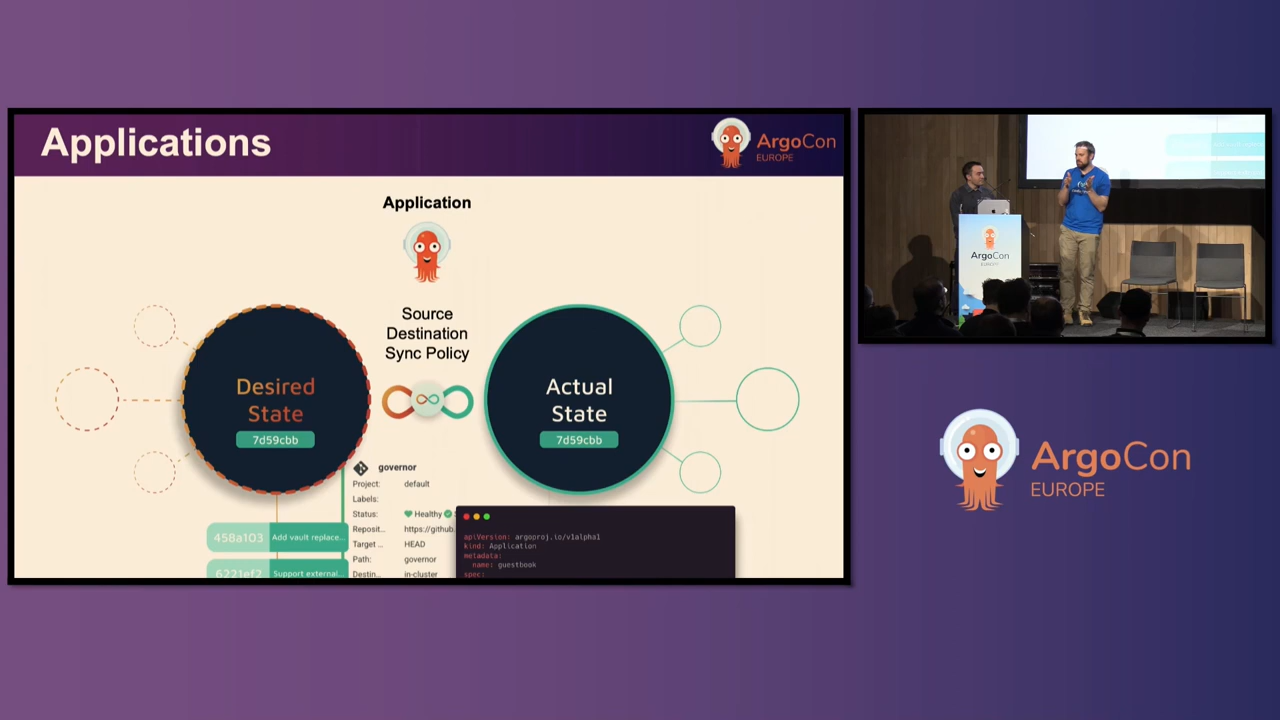 Applications
ArgoCon
EUROPE
Application
Source
Destination
Sync Policy
Desired
State
7d59cbb
Actual
State
7d59cbb
governor
Project: default
Labels:
Status: Healthy
Reposit... https://github.
Target ... HEAD
Path: governor
Destin... in-cluster
458a103 Add vault replace...
6221ef2 Support external...
apiVersion: argoproj.io/v1alpha1
kind: Application
metadata:
name: guestbook
spec:
ArgoCon
EUROPE
ArgoCon
EUROPE